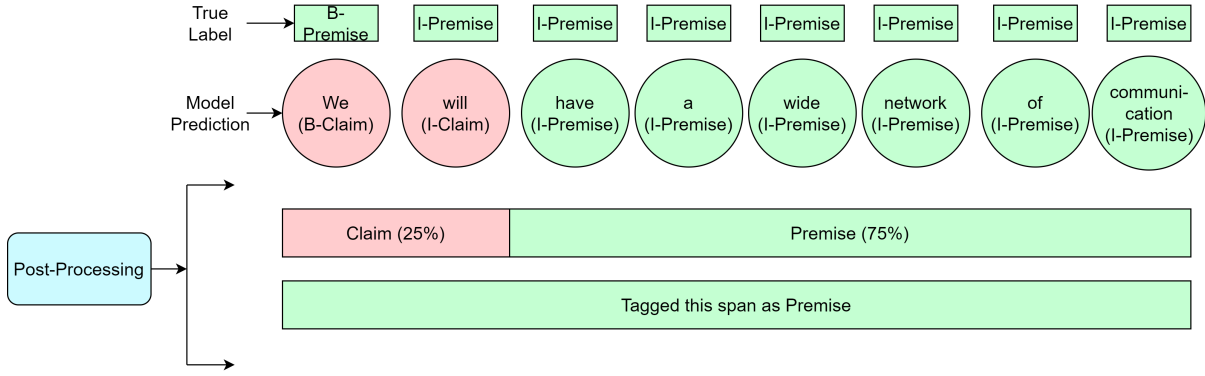 True
Label
B-
Premise
I-Premise
I-Premise
I-Premise
I-Premise
I-Premise
I-Premise
I-Premise
Model
Prediction
We
(B-Claim)
will
(I-Claim)
have
(I-Premise)
a
(I-Premise)
wide
(I-Premise)
network
(I-Premise)
of
(I-Premise)
communi-
cation
(I-Premise)
Post-Processing
Claim (25%)
Premise (75%)
Tagged this span as Premise